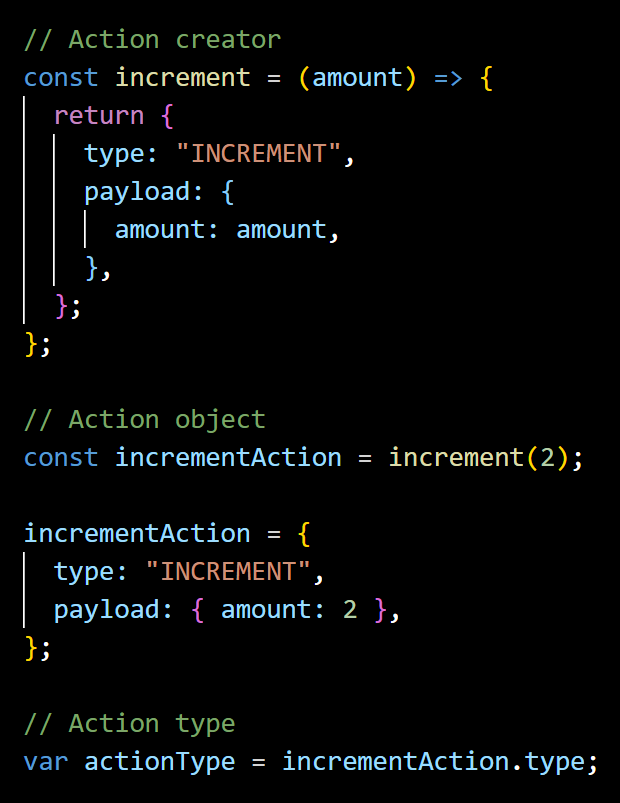 // Action creator
const increment = (amount) => {
  return {
    type: "INCREMENT",
    payload: {
      amount: amount,
    },
  };
};

// Action object
const incrementAction = increment(2);

incrementAction = {
  type: "INCREMENT",
  payload: { amount: 2 },
};

// Action type
var actionType = incrementAction.type;